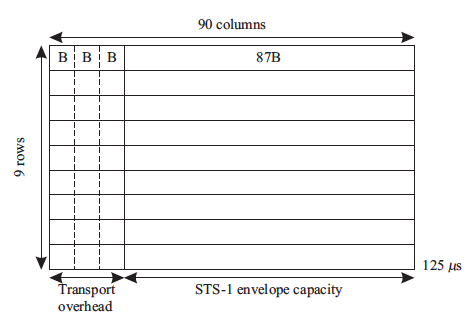 90 columns
B B B 87B
9 rows
125 μs
Transport STS-1 envelope capacity
overhead